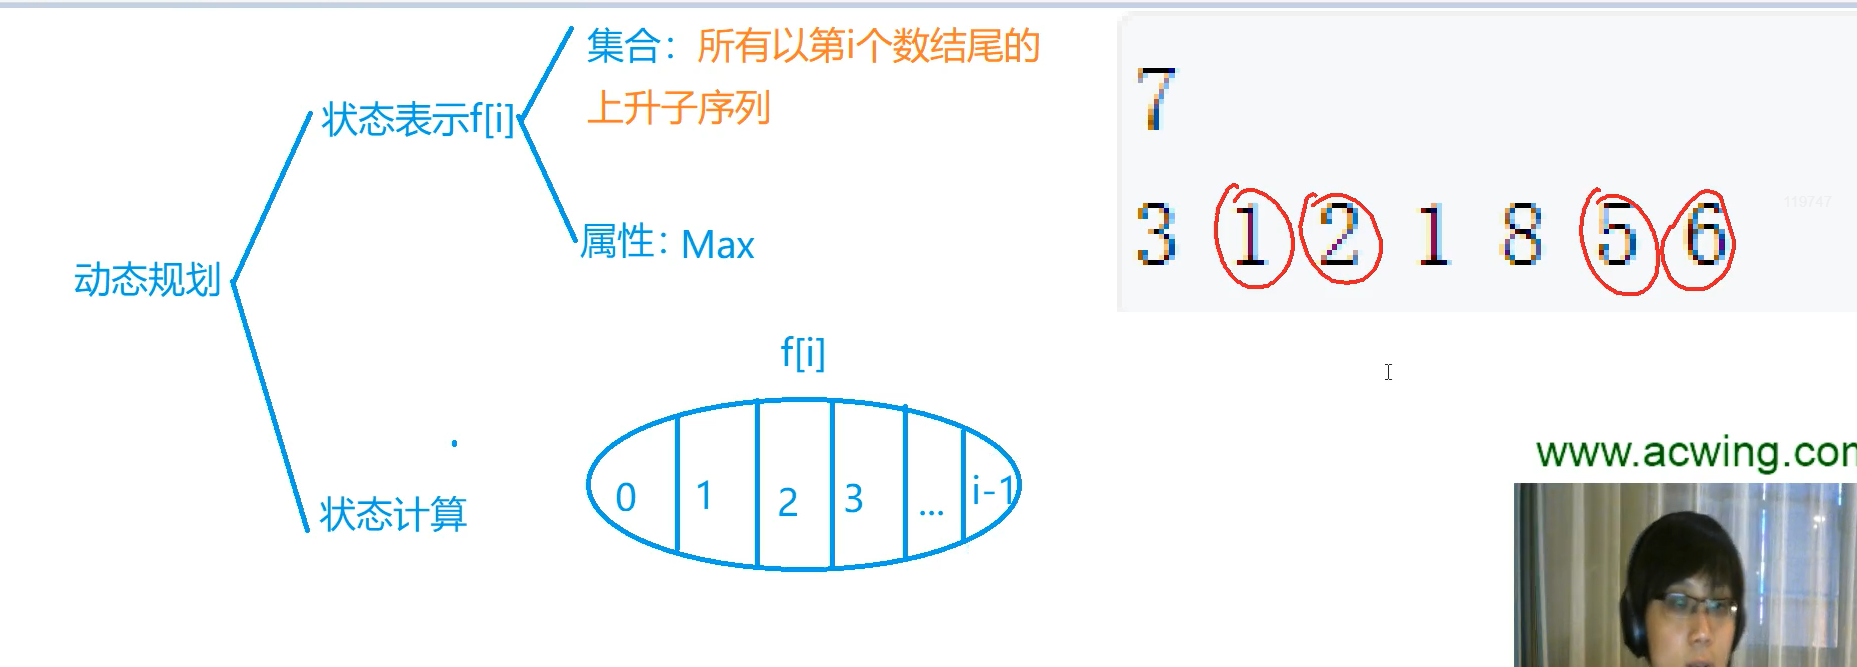 集合：所有以第i个数结尾的
上升子序列
状态表示f[i]
属性：Max
动态规划
f[i]
0 1 2 3 ... i-1
状态计算
7
3 1 2 1 8 5 6
119747
www.acwing.con